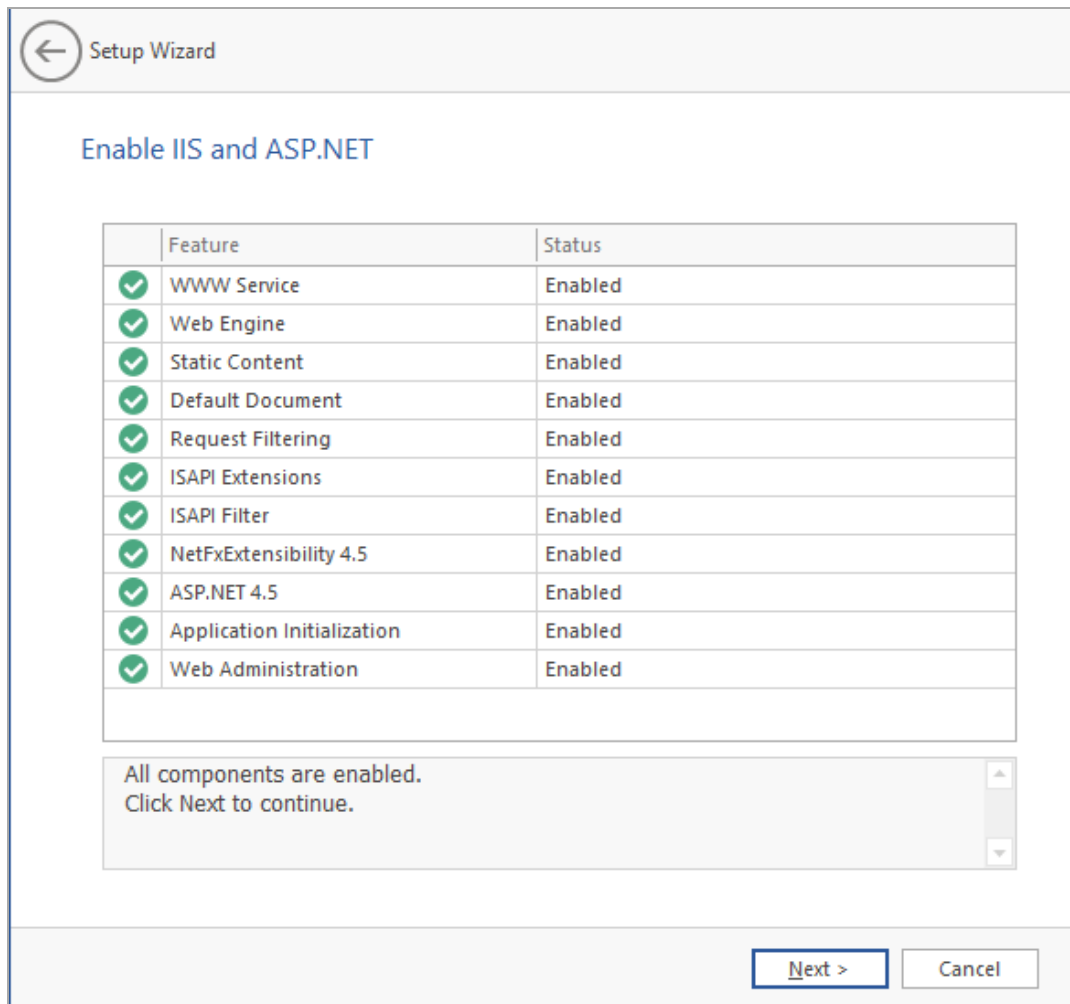 Setup Wizard
Enable IIS and ASP.NET
Feature Status
WWW Service Enabled
Web Engine Enabled
Static Content Enabled
Default Document Enabled
Request Filtering Enabled
ISAPI Extensions Enabled
ISAPI Filter Enabled
NetFxExtensibility 4.5 Enabled
ASP.NET 4.5 Enabled
Application Initialization Enabled
Web Administration Enabled
All components are enabled.
Click Next to continue.
Next > Cancel